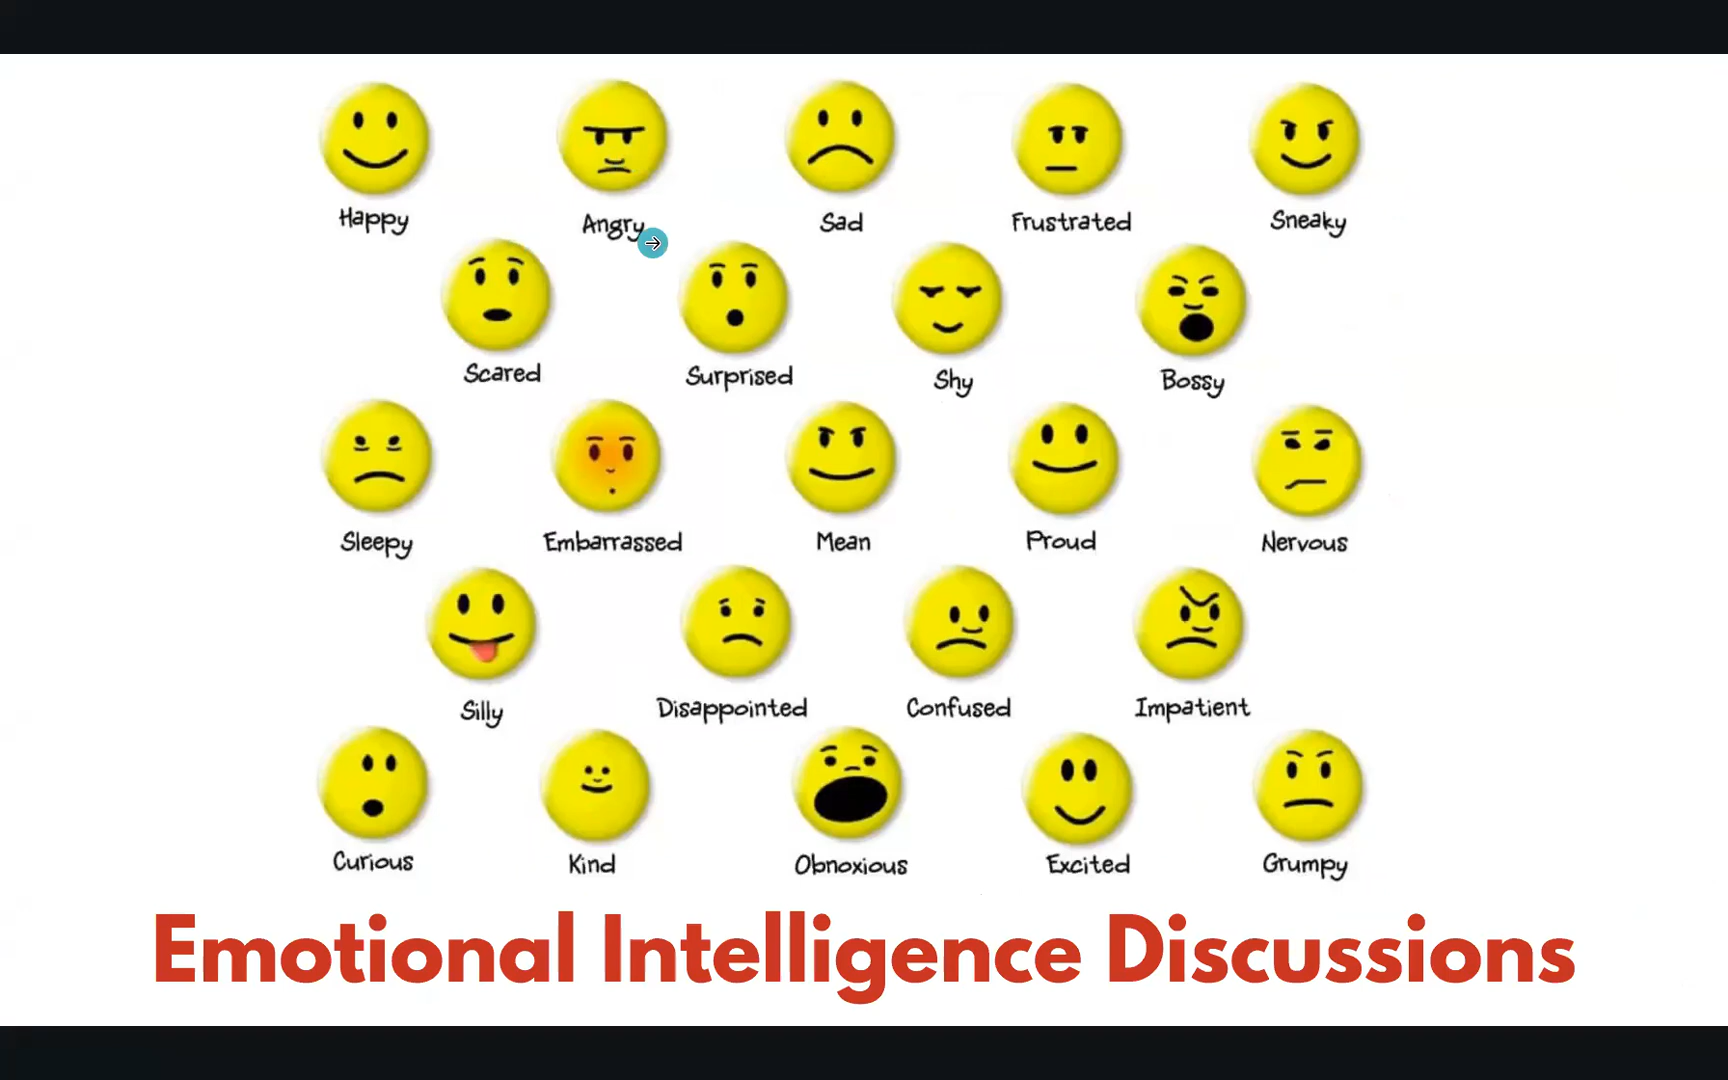 Happy Angry Sad Frustrated Sneaky
Scared Surprised Shy Bossy
Sleepy Embarrassed Mean Proud Nervous
Silly Disappointed Confused Impatient
Curious Kind Obnoxious Excited Grumpy
Emotional Intelligence Discussions